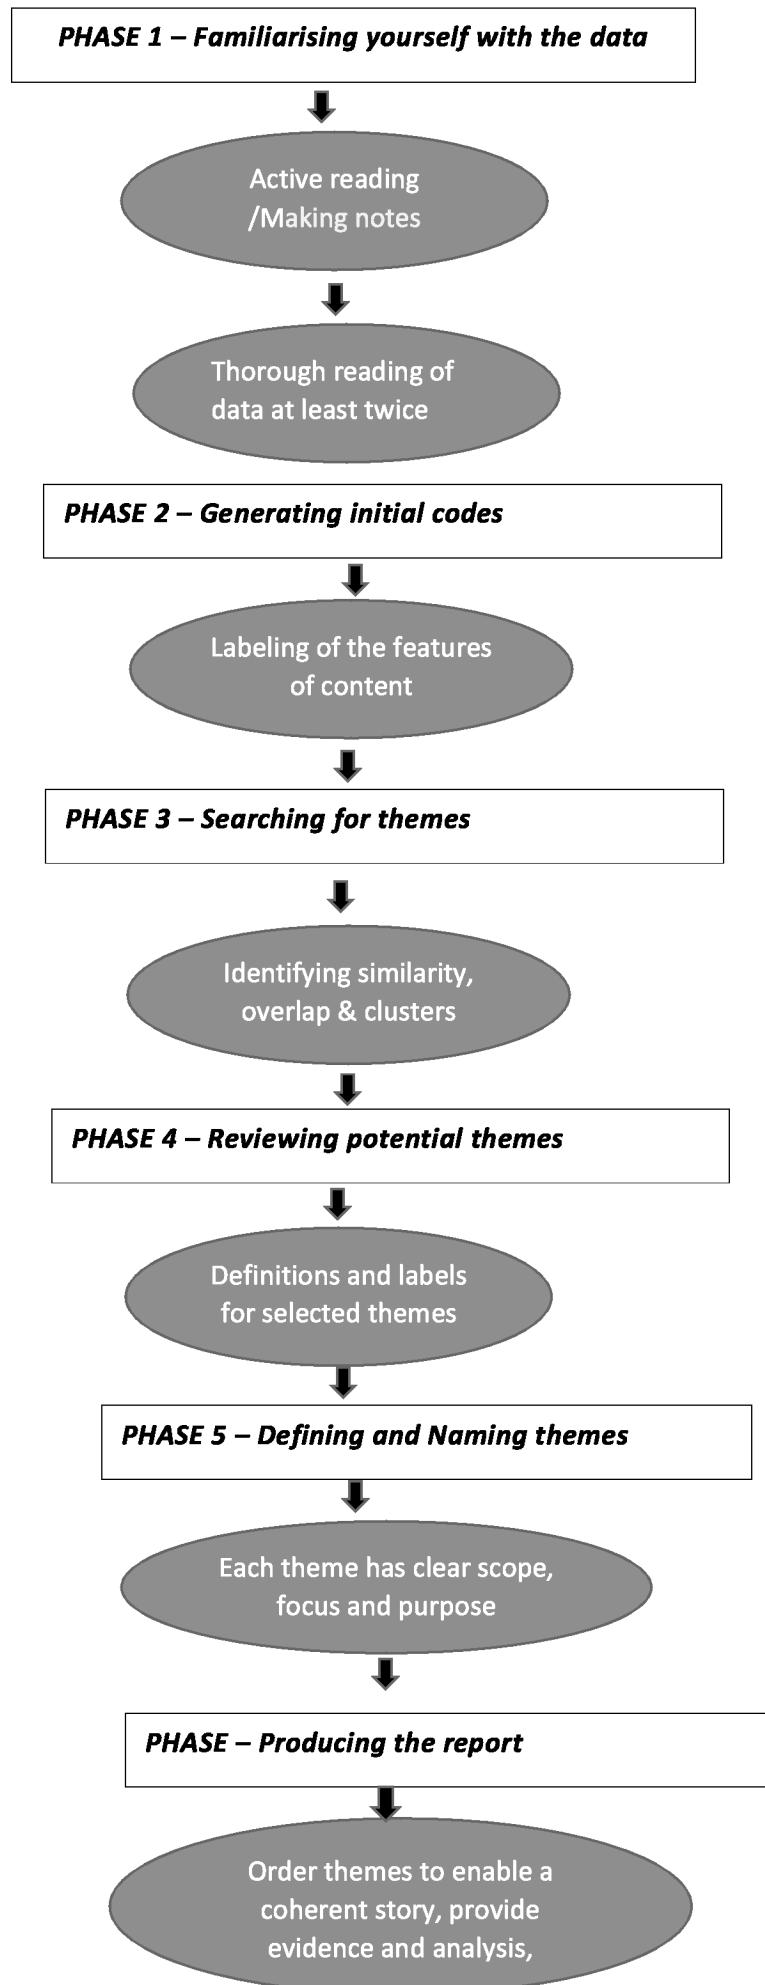 PHASE 1 – Familiarising yourself with the data
Active reading
/Making notes
Thorough reading of
data at least twice
PHASE 2 – Generating initial codes
Labeling of the features
of content
PHASE 3 – Searching for themes
Identifying similarity,
overlap & clusters
PHASE 4 – Reviewing potential themes
Definitions and labels
for selected themes
PHASE 5 – Defining and Naming themes
Each theme has clear scope,
focus and purpose
PHASE – Producing the report
Order themes to enable a
coherent story, provide
evidence and analysis,